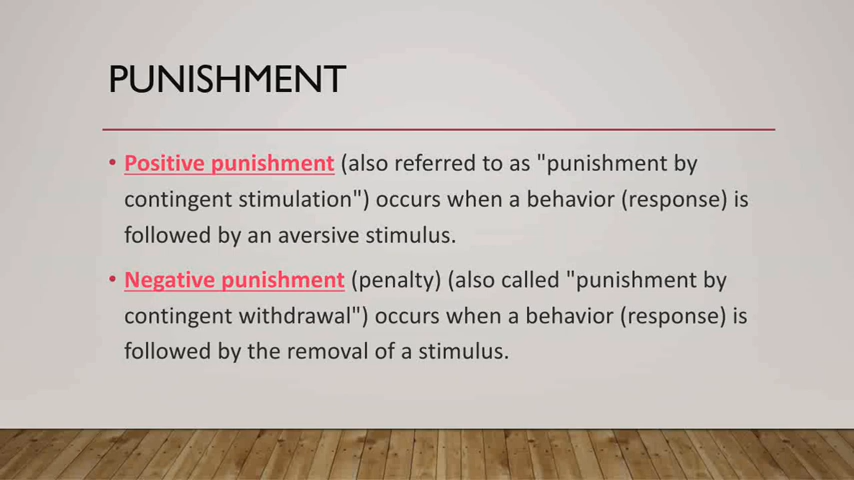 PUNISHMENT
• Positive punishment (also referred to as "punishment by
contingent stimulation") occurs when a behavior (response) is
followed by an aversive stimulus.
• Negative punishment (penalty) (also called "punishment by
contingent withdrawal") occurs when a behavior (response) is
followed by the removal of a stimulus.